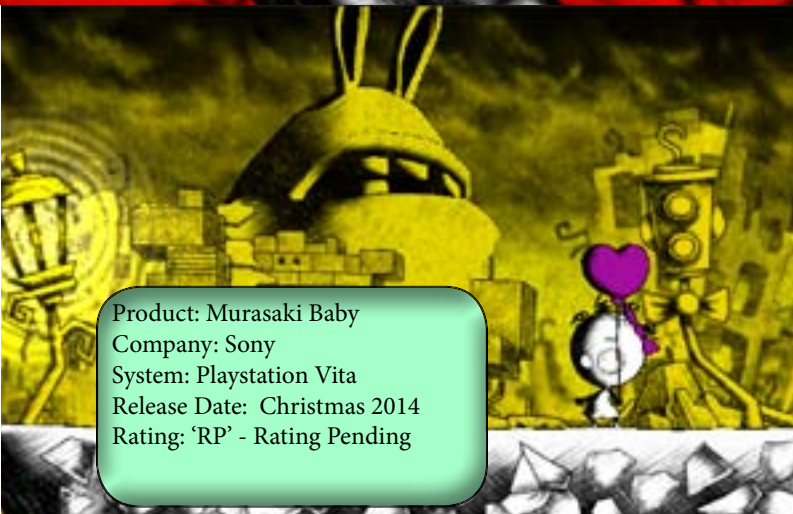 Product: Murasaki Baby
Company: Sony
System: Playstation Vita
Release Date:  Christmas 2014
Rating: ‘RP’ - Rating Pending